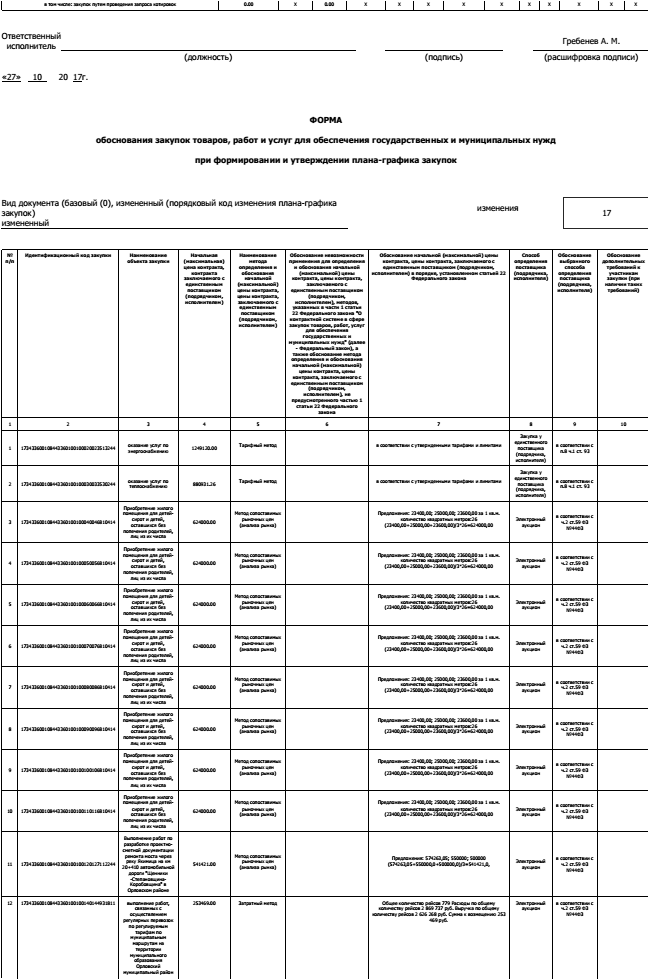 в том числе: закупок путем проведения запроса котировок 0.00 X 0.00 X X X X X X X X
Ответственный
исполнитель
Гребенев А. М.
(должность) (подпись) (расшифровка подписи)
«27» 10 20 17г.
ФОРМА
обоснования закупок товаров, работ и услуг для обеспечения государственных и муниципальных нужд
при формировании и утверждении плана-графика закупок
Вид документа (базовый (0), измененный (порядковый код изменения плана-графика
закупок)
измененный
изменения 17
№ п/п
Идентификационный код закупки
Наименование объекта закупки
Начальная (максимальная) цена контракта, контракта заключаемого с единственным поставщиком (подрядчиком, исполнителем)
Наименование метода определения и обоснования начальной (максимальной) цены контракта, цены контракта, заключаемого с единственным поставщиком (подрядчиком, исполнителем)
Обоснование невозможности применения для определения и обоснования начальной (максимальной) цены контракта, цены контракта, заключаемого с единственным поставщиком (подрядчиком, исполнителем), методов, указанных в части 1 статьи 22 Федерального закона "О контрактной системе в сфере закупок товаров, работ, услуг для обеспечения государственных и муниципальных нужд" (далее - Федеральный закон), а также обоснование метода определения и обоснования начальной (максимальной) цены контракта, цены контракта, заключаемого с единственным поставщиком (подрядчиком, исполнителем), не предусмотренного частью 1 статьи 22 Федерального закона
Обоснование начальной (максимальной) цены контракта, цены контракта, заключаемого с единственным поставщиком (подрядчиком, исполнителем) в порядке, установленном статьей 22 Федерального закона
Способ определения поставщика (подрядчика, исполнителя)
Обоснование выбранного способа определения поставщика (подрядчика, исполнителя)
Обоснование дополнительных требований к участникам закупки (при наличии таких требований)
1 2 3 4 5 6 7 8 9 10
1 оказание услуг по энергоснабжению 1249120.00 Тарифный метод в соответствии с утвержденными тарифами и лимитами Закупка у единственного поставщика (подрядчика, исполнителя) в соответствии с п.8 ч.1 ст. 93
2 оказание услуг по теплоснабжению 880931.26 Тарифный метод в соответствии с утвержденными тарифами и лимитами Закупка у единственного поставщика (подрядчика, исполнителя) в соответствии с п.8 ч.1 ст. 93
3 Приобретение жилого помещения для детей-сирот и детей, оставшихся без попечения родителей, лиц из их числа 624000.00 Метод сопоставимых рыночных цен (анализа рынка) Предложения: 23400,00; 25000,00; 23600,00 за 1 кв.м. количество квадратных метров:26 (23400,00+25000,00+23600,00)/3*26=624000,00 Электронный аукцион в соответствии с ч.2 ст.59 ФЗ №44ФЗ
4 Приобретение жилого помещения для детей-сирот и детей, оставшихся без попечения родителей, лиц из их числа 624000.00 Метод сопоставимых рыночных цен (анализа рынка) Предложения: 23400,00; 25000,00; 23600,00 за 1 кв.м. количество квадратных метров:26 (23400,00+25000,00+23600,00)/3*26=624000,00 Электронный аукцион в соответствии с ч.2 ст.59 ФЗ №44ФЗ
5 Приобретение жилого помещения для детей-сирот и детей, оставшихся без попечения родителей, лиц из их числа 624000.00 Метод сопоставимых рыночных цен (анализа рынка) Предложения: 23400,00; 25000,00; 23600,00 за 1 кв.м. количество квадратных метров:26 (23400,00+25000,00+23600,00)/3*26=624000,00 Электронный аукцион в соответствии с ч.2 ст.59 ФЗ №44ФЗ
6 Приобретение жилого помещения для детей-сирот и детей, оставшихся без попечения родителей, лиц из их числа 624000.00 Метод сопоставимых рыночных цен (анализа рынка) Предложения: 23400,00; 25000,00; 23600,00 за 1 кв.м. количество квадратных метров:26 (23400,00+25000,00+23600,00)/3*26=624000,00 Электронный аукцион в соответствии с ч.2 ст.59 ФЗ №44ФЗ
7 Приобретение жилого помещения для детей-сирот и детей, оставшихся без попечения родителей, лиц из их числа 624000.00 Метод сопоставимых рыночных цен (анализа рынка) Предложения: 23400,00; 25000,00; 23600,00 за 1 кв.м. количество квадратных метров:26 (23400,00+25000,00+23600,00)/3*26=624000,00 Электронный аукцион в соответствии с ч.2 ст.59 ФЗ №44ФЗ
8 Приобретение жилого помещения для детей-сирот и детей, оставшихся без попечения родителей, лиц из их числа 624000.00 Метод сопоставимых рыночных цен (анализа рынка) Предложения: 23400,00; 25000,00; 23600,00 за 1 кв.м. количество квадратных метров:26 (23400,00+25000,00+23600,00)/3*26=624000,00 Электронный аукцион в соответствии с ч.2 ст.59 ФЗ №44ФЗ
9 Приобретение жилого помещения для детей-сирот и детей, оставшихся без попечения родителей, лиц из их числа 624000.00 Метод сопоставимых рыночных цен (анализа рынка) Предложения: 23400,00; 25000,00; 23600,00 за 1 кв.м. количество квадратных метров:26 (23400,00+25000,00+23600,00)/3*26=624000,00 Электронный аукцион в соответствии с ч.2 ст.59 ФЗ №44ФЗ
10 Приобретение жилого помещения для детей-сирот и детей, оставшихся без попечения родителей, лиц из их числа 624000.00 Метод сопоставимых рыночных цен (анализа рынка) Предложения: 23400,00; 25000,00; 23600,00 за 1 кв.м. количество квадратных метров:26 (23400,00+25000,00+23600,00)/3*26=624000,00 Электронный аукцион в соответствии с ч.2 ст.59 ФЗ №44ФЗ
11 Выполнение работ по разработке проектно-сметной документации ремонта моста через реку на км 20+410 автомобильной дороги "Щенники -Степановщина- Коробовщина" в Орловском районе 541421.00 Метод сопоставимых рыночных цен (анализа рынка) Предложения: 574263,05; 550000; 500000 (574263,05+550000,0+500000,0)/3=541421,0, Электронный аукцион в соответствии с ч.2 ст.59 ФЗ №44ФЗ
12 выполнение работ, связанных с осуществлением регулярных перевозок по регулируемым тарифам по муниципальным маршрутам на территории муниципального образования Орловский муниципальный район 253469.00 Затратный метод Общее количество рейсов 779 Расходы по общему количеству рейсов 2 869 737 руб. Выручка по общему количеству рейсов 2 626 268 руб. Сумма к возмещению 253 469 руб. Электронный аукцион в соответствии с ч.2 ст.59 ФЗ №44ФЗ